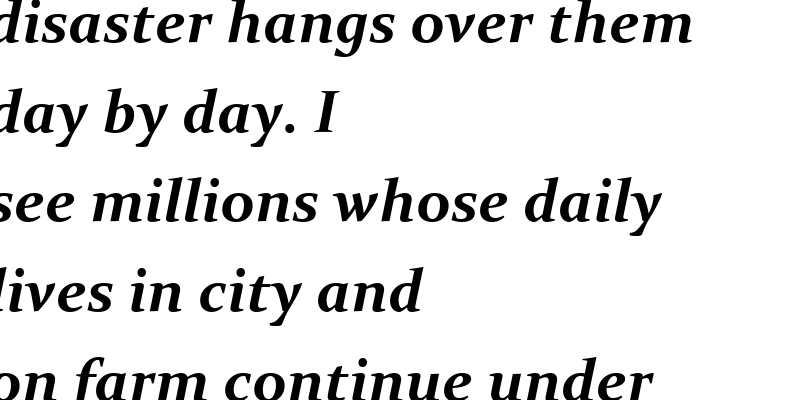 disaster hangs over them
day by day. I
see millions whose daily
lives in city and
on farm continue under